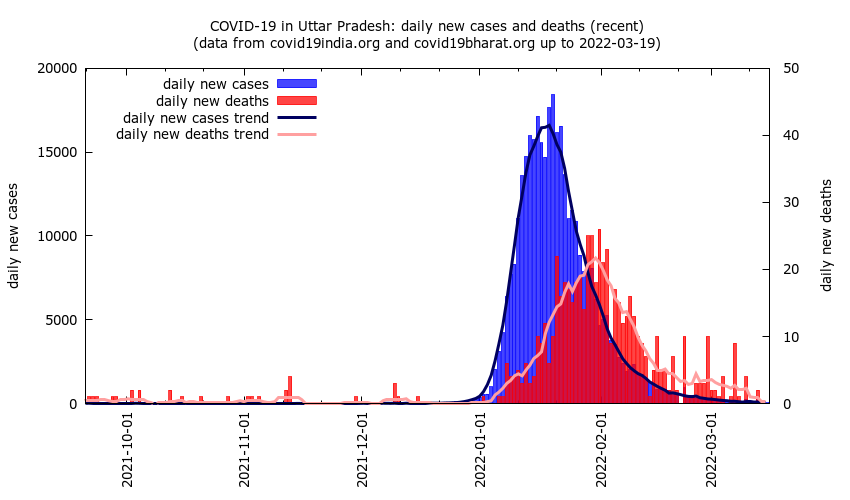 COVID-19 in Uttar Pradesh: daily new cases and deaths (recent)
(data from covid19india.org and covid19bharat.org up to 2022-03-19)
daily new cases
daily new deaths
daily new cases trend
daily new deaths trend
20000
15000
10000
5000
0
daily new cases
50
40
30
20
10
0
daily new deaths
2021-10-01
2021-11-01
2021-12-01
2022-01-01
2022-02-01
2022-03-01